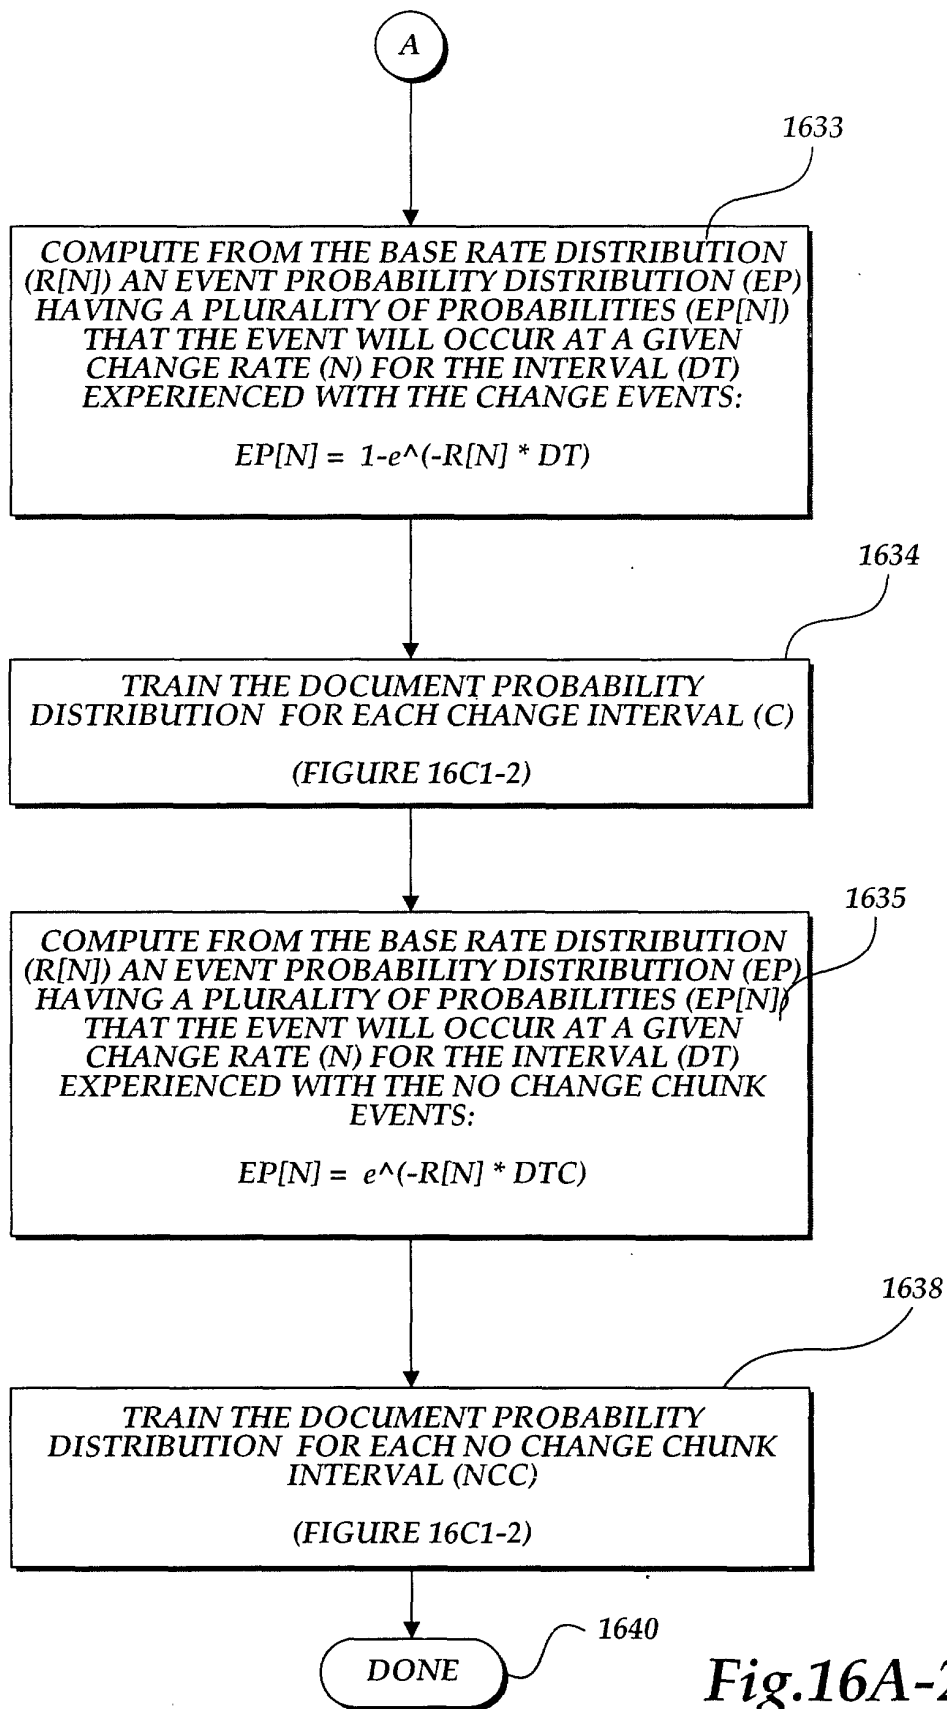 A
1633
COMPUTE FROM THE BASE RATE DISTRIBUTION
(R[N]) AN EVENT PROBABILITY DISTRIBUTION (EP)
HAVING A PLURALITY OF PROBABILITIES (EP[N])
THAT THE EVENT WILL OCCUR AT A GIVEN
CHANGE RATE (N) FOR THE INTERVAL (DT)
EXPERIENCED WITH THE CHANGE EVENTS:
EP[N] = 1-e^(-R[N] * DT)
1634
TRAIN THE DOCUMENT PROBABILITY
DISTRIBUTION FOR EACH CHANGE INTERVAL (C)
(FIGURE 16C1-2)
1635
COMPUTE FROM THE BASE RATE DISTRIBUTION
(R[N]) AN EVENT PROBABILITY DISTRIBUTION (EP)
HAVING A PLURALITY OF PROBABILITIES (EP[N])
THAT THE EVENT WILL OCCUR AT A GIVEN
CHANGE RATE (N) FOR THE INTERVAL (DT)
EXPERIENCED WITH THE NO CHANGE CHUNK
EVENTS:
EP[N] = e^(-R[N] * DTC)
1638
TRAIN THE DOCUMENT PROBABILITY
DISTRIBUTION FOR EACH NO CHANGE CHUNK
INTERVAL (NCC)
(FIGURE 16C1-2)
1640
DONE
Fig.16A-2